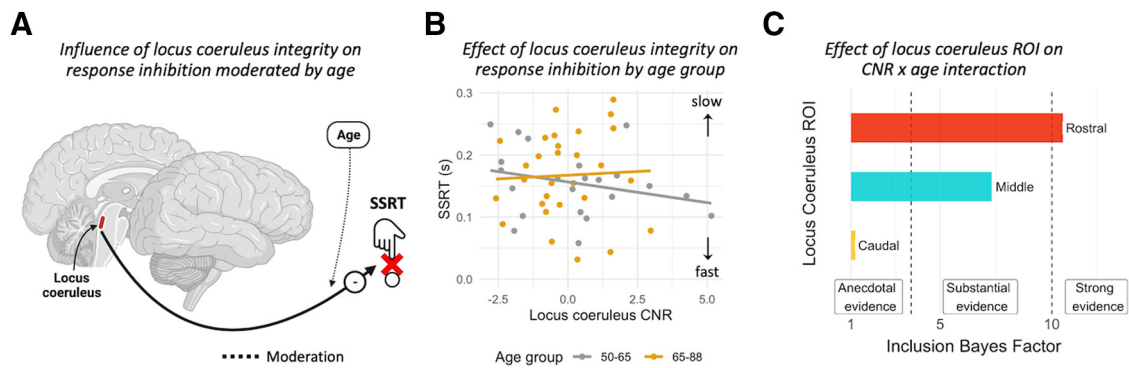 A
Influence of locus coeruleus integrity on
response inhibition moderated by age
Age
SSRT
-
Locus
coeruleus
Moderation
B
Effect of locus coeruleus integrity on
response inhibition by age group
0.3
0.2
0.1
0.0
SSRT (s)
slow
fast
-2.5
0.0
2.5
5.0
Locus coeruleus CNR
Age group
50-65
65-88
C
Effect of locus coeruleus ROI on
CNR x age interaction
Locus Coeruleus ROI
Rostral
Middle
Caudal
Anecdotal
evidence
Substantial
evidence
Strong
evidence
1
5
10
Inclusion Bayes Factor